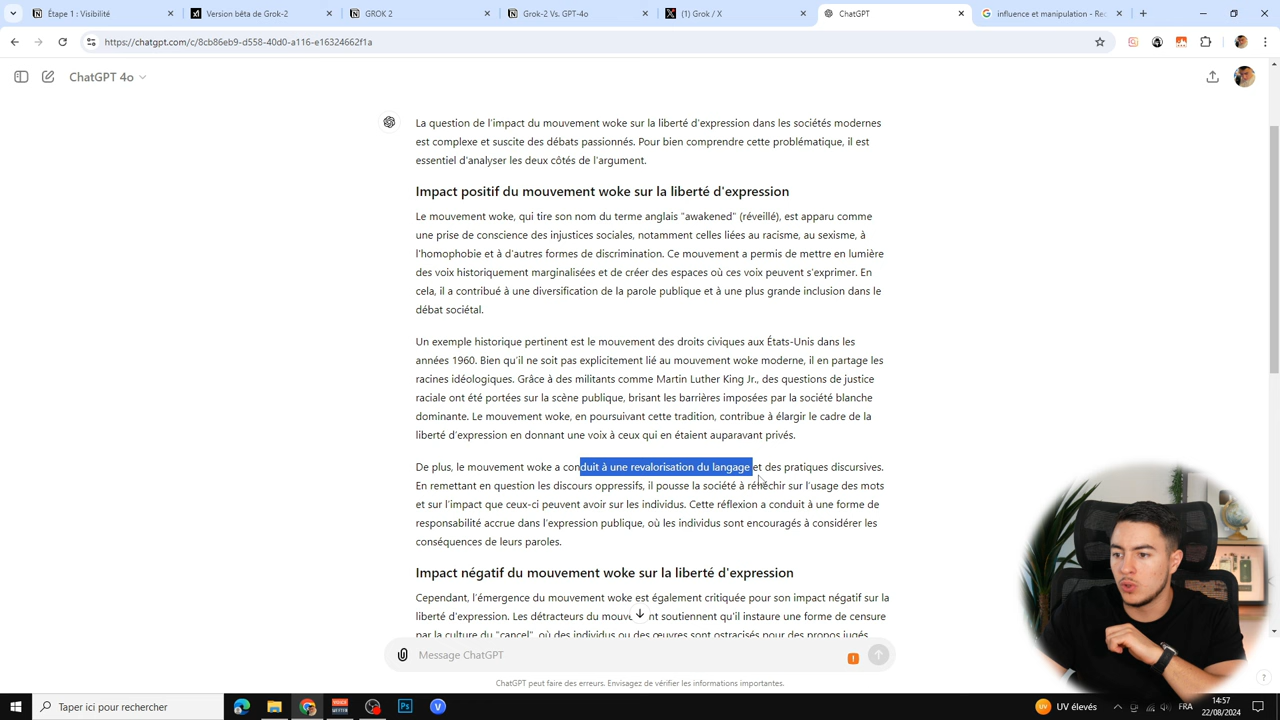 Étape 1 : Visibilité
Version bêta de Grok-2
GROK 2
Grok-2 Vs. GPT-4o
(1) Grok / X
ChatGPT
influence et manipulation - Rec
https://chatgpt.com/c/8cb86eb9-d558-40d0-a116-e16324662f1a
ChatGPT 4o
La question de l'impact du mouvement woke sur la liberté d'expression dans les sociétés modernes
est complexe et suscite des débats passionnés. Pour bien comprendre cette problématique, il est
essentiel d'analyser les deux côtés de l'argument.
Impact positif du mouvement woke sur la liberté d'expression
Le mouvement woke, qui tire son nom du terme anglais "awakened" (réveillé), est apparu comme
une prise de conscience des injustices sociales, notamment celles liées au racisme, au sexisme, à
l'homophobie et à d'autres formes de discrimination. Ce mouvement a permis de mettre en lumière
des voix historiquement marginalisées et de créer des espaces où ces voix peuvent s'exprimer. En
cela, il a contribué à une diversification de la parole publique et à une plus grande inclusion dans le
débat sociétal.
Un exemple historique pertinent est le mouvement des droits civiques aux États-Unis dans les
années 1960. Bien qu'il ne soit pas explicitement lié au mouvement woke moderne, il en partage les
racines idéologiques. Grâce à des militants comme Martin Luther King Jr., des questions de justice
raciale ont été portées sur la scène publique, brisant les barrières imposées par la société blanche
dominante. Le mouvement woke, en poursuivant cette tradition, contribue à élargir le cadre de la
liberté d'expression en donnant une voix à ceux qui en étaient auparavant privés.
De plus, le mouvement woke a conduit à une revalorisation du langage et des pratiques discursives.
En remettant en question les discours oppressifs, il pousse la société à réfléchir sur l'usage des mots
et sur l'impact que ceux-ci peuvent avoir sur les individus. Cette réflexion a conduit à une forme de
responsabilité accrue dans l'expression publique, où les individus sont encouragés à considérer les
conséquences de leurs paroles.
Impact négatif du mouvement woke sur la liberté d'expression
Cependant, l'émergence du mouvement woke est également critiquée pour son impact négatif sur la
liberté d'expression. Les détracteurs du mouvement soutiennent qu'il instaure une forme de censure
par la culture du "cancel", où des individus ou des œuvres sont ostracisés pour des propos jugés
Message ChatGPT
ChatGPT peut faire des erreurs. Envisagez de vérifier les informations importantes.
Taper ici pour rechercher
UV élevés
FRA
14:57
22/08/2024